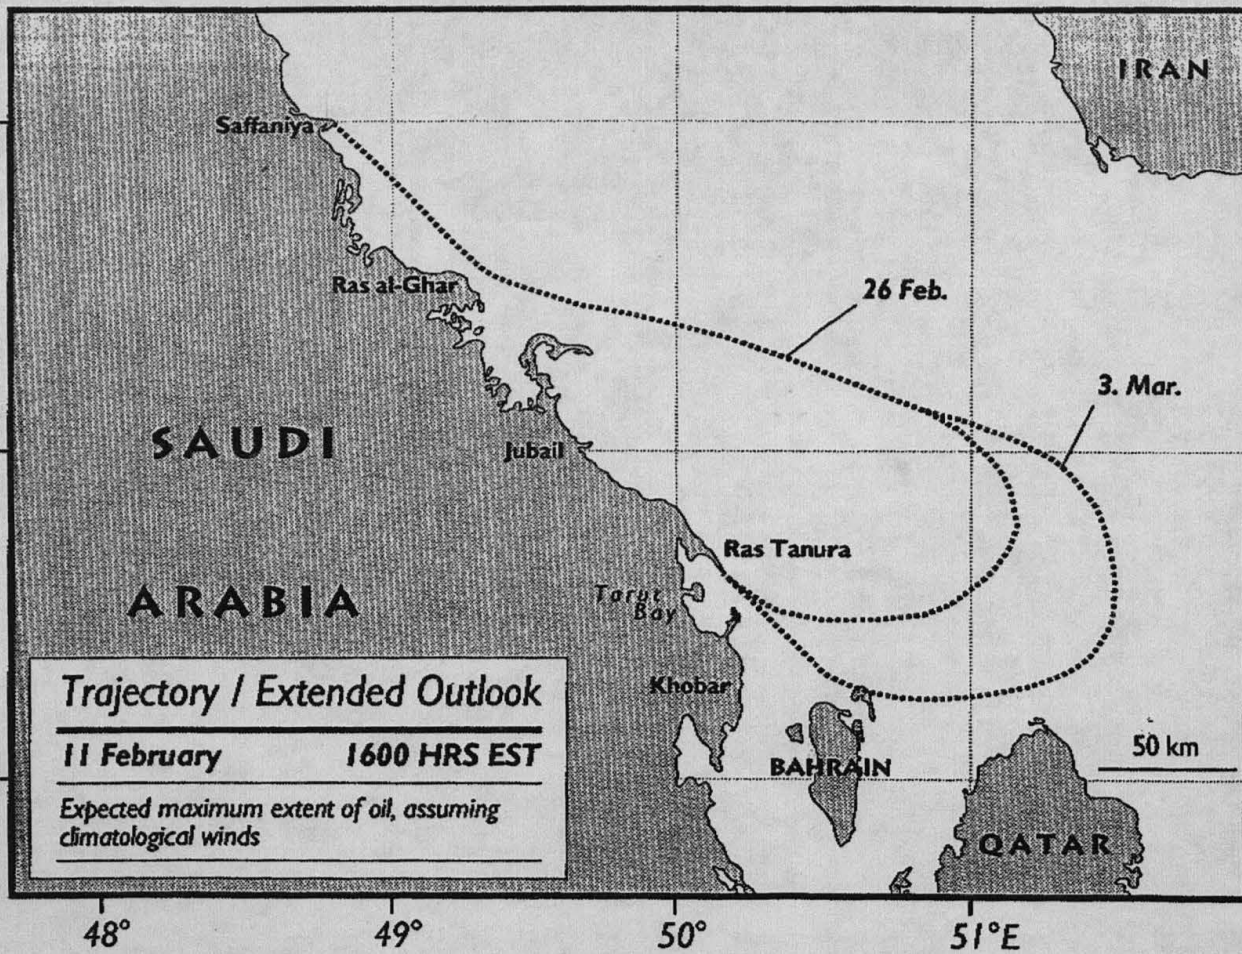 IRAN
Saffaniya
Ras al-Ghar
26 Feb.
3. Mar.
SAUDI
Jubail
Ras Tanura
ARABIA
Tarut
Bay
Khobar
Trajectory / Extended Outlook
11 February 1600 HRS EST
50 km
BAHRAIN
Expected maximum extent of oil, assuming
climatological winds
QATAR
48° 49° 50° 51°E